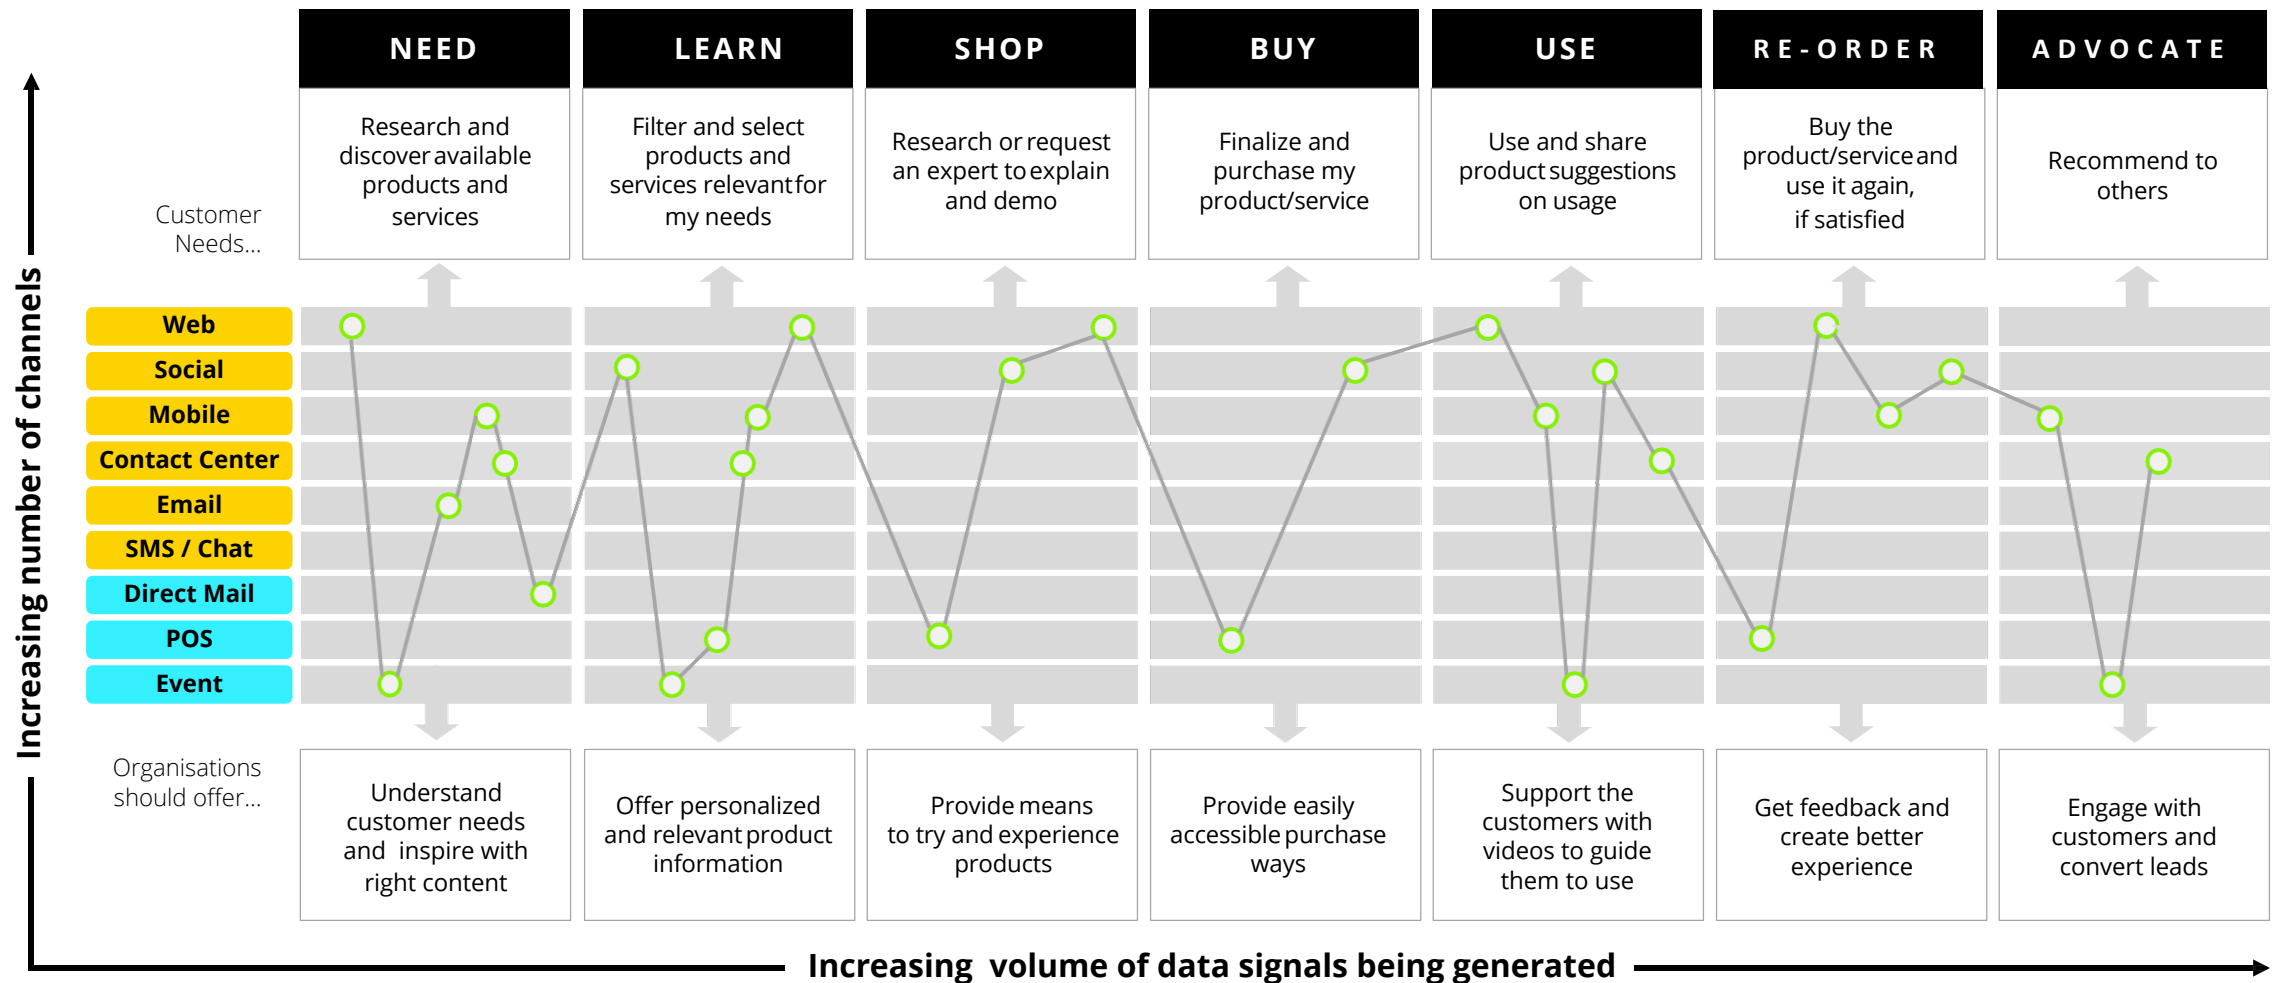 NEED
LEARN
SHOP
BUY
USE
RE-ORDER
ADVOCATE
Customer
Needs...
Research and
discover available
products and
services
Filter and select
products and
services relevant for
my needs
Research or request
an expert to explain
and demo
Finalize and
purchase my
product/service
Use and share
product suggestions
on usage
Buy the
product/service and
use it again,
if satisfied
Recommend to
others
Increasing number of channels
Web
Social
Mobile
Contact Center
Email
SMS / Chat
Direct Mail
POS
Event
Organisations
should offer...
Understand
customer needs
and inspire with
right content
Offer personalized
and relevant product
information
Provide means
to try and experience
products
Provide easily
accessible purchase
ways
Support the
customers with
videos to guide
them to use
Get feedback and
create better
experience
Engage with
customers and
convert leads
Increasing volume of data signals being generated